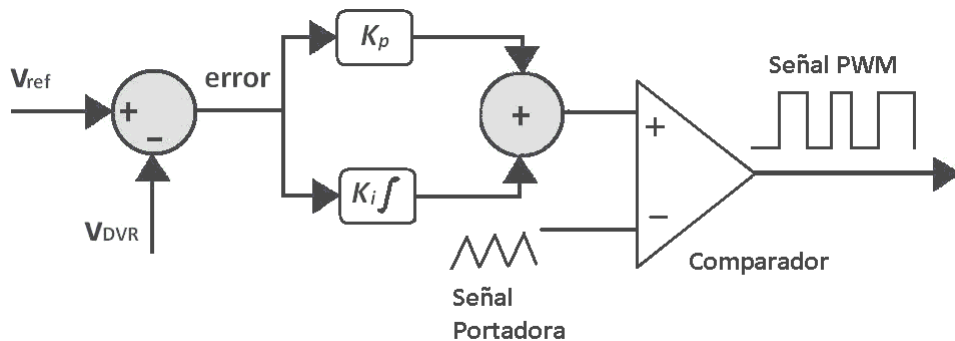 Kp
Señal PWM
Vref
error
+
-
+
+
Ki∫
-
VDVR
Comparador
Señal
Portadora